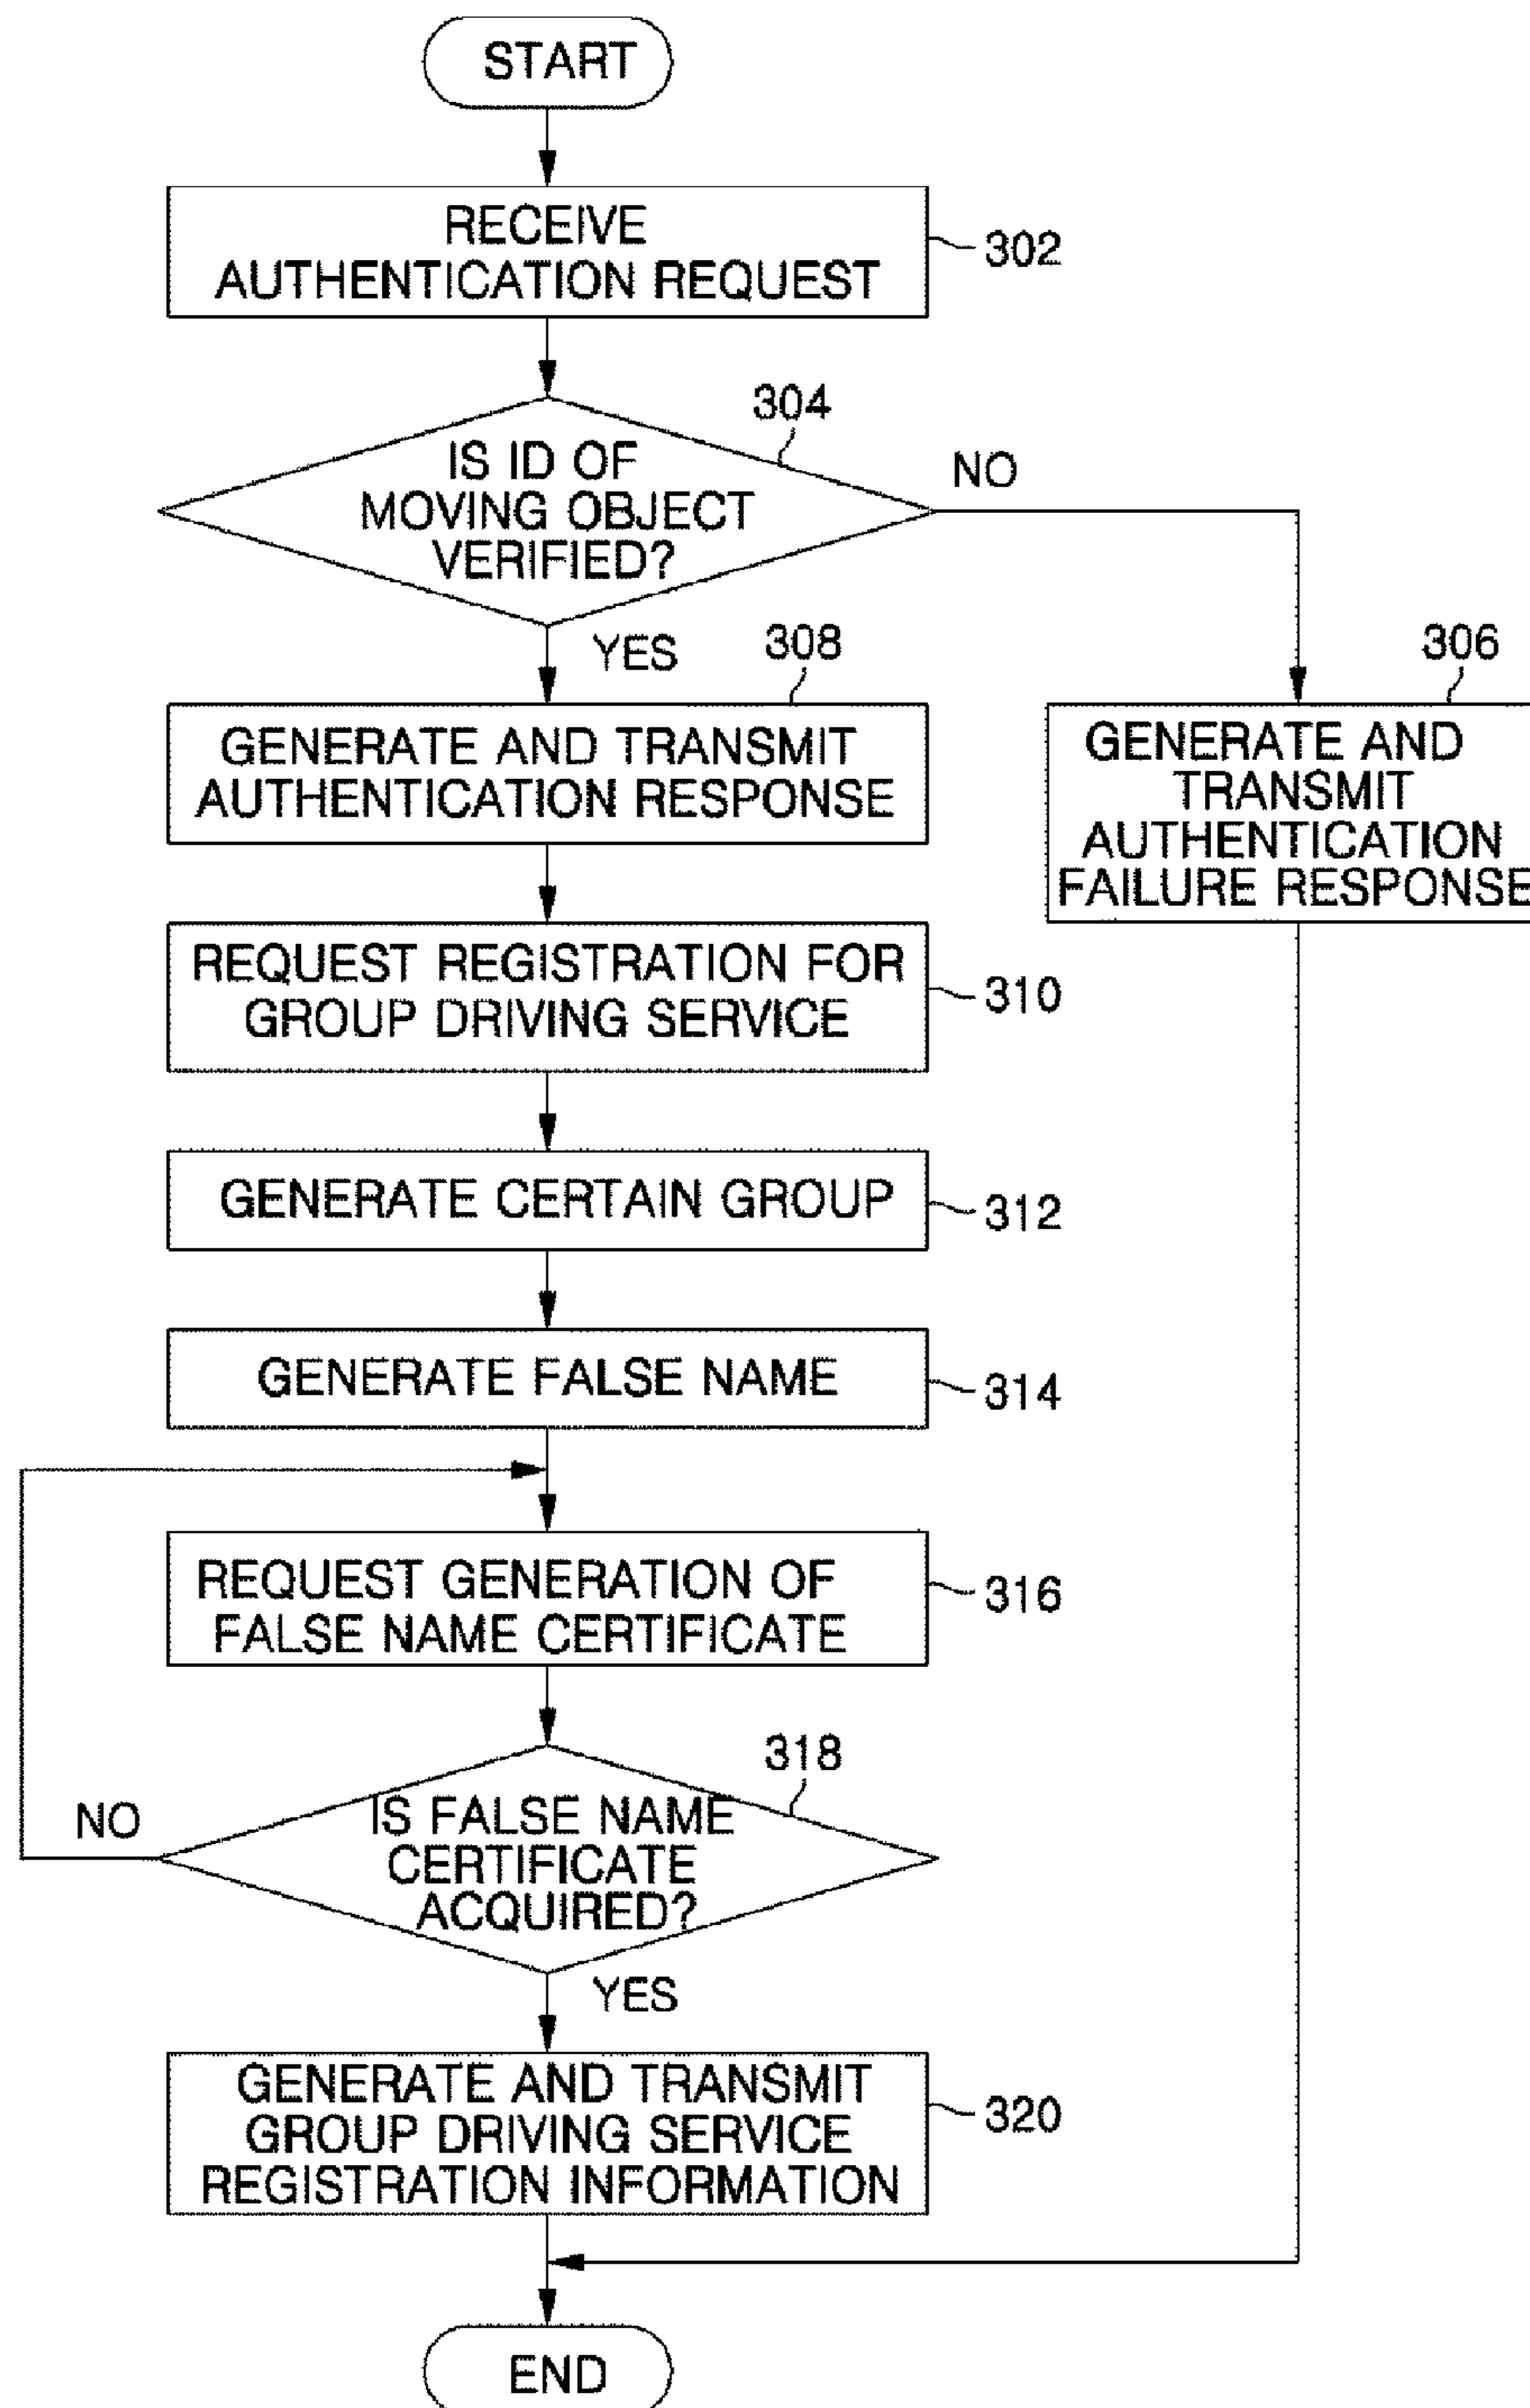 START
RECEIVE
AUTHENTICATION REQUEST
302
304
IS ID OF
MOVING OBJECT
VERIFIED?
NO
YES
308
306
GENERATE AND TRANSMIT
AUTHENTICATION RESPONSE
GENERATE AND
TRANSMIT
AUTHENTICATION
FAILURE RESPONSE
REQUEST REGISTRATION FOR
GROUP DRIVING SERVICE
310
GENERATE CERTAIN GROUP
312
GENERATE FALSE NAME
314
REQUEST GENERATION OF
FALSE NAME CERTIFICATE
316
318
IS FALSE NAME
CERTIFICATE
ACQUIRED?
NO
YES
GENERATE AND TRANSMIT
GROUP DRIVING SERVICE
REGISTRATION INFORMATION
320
END